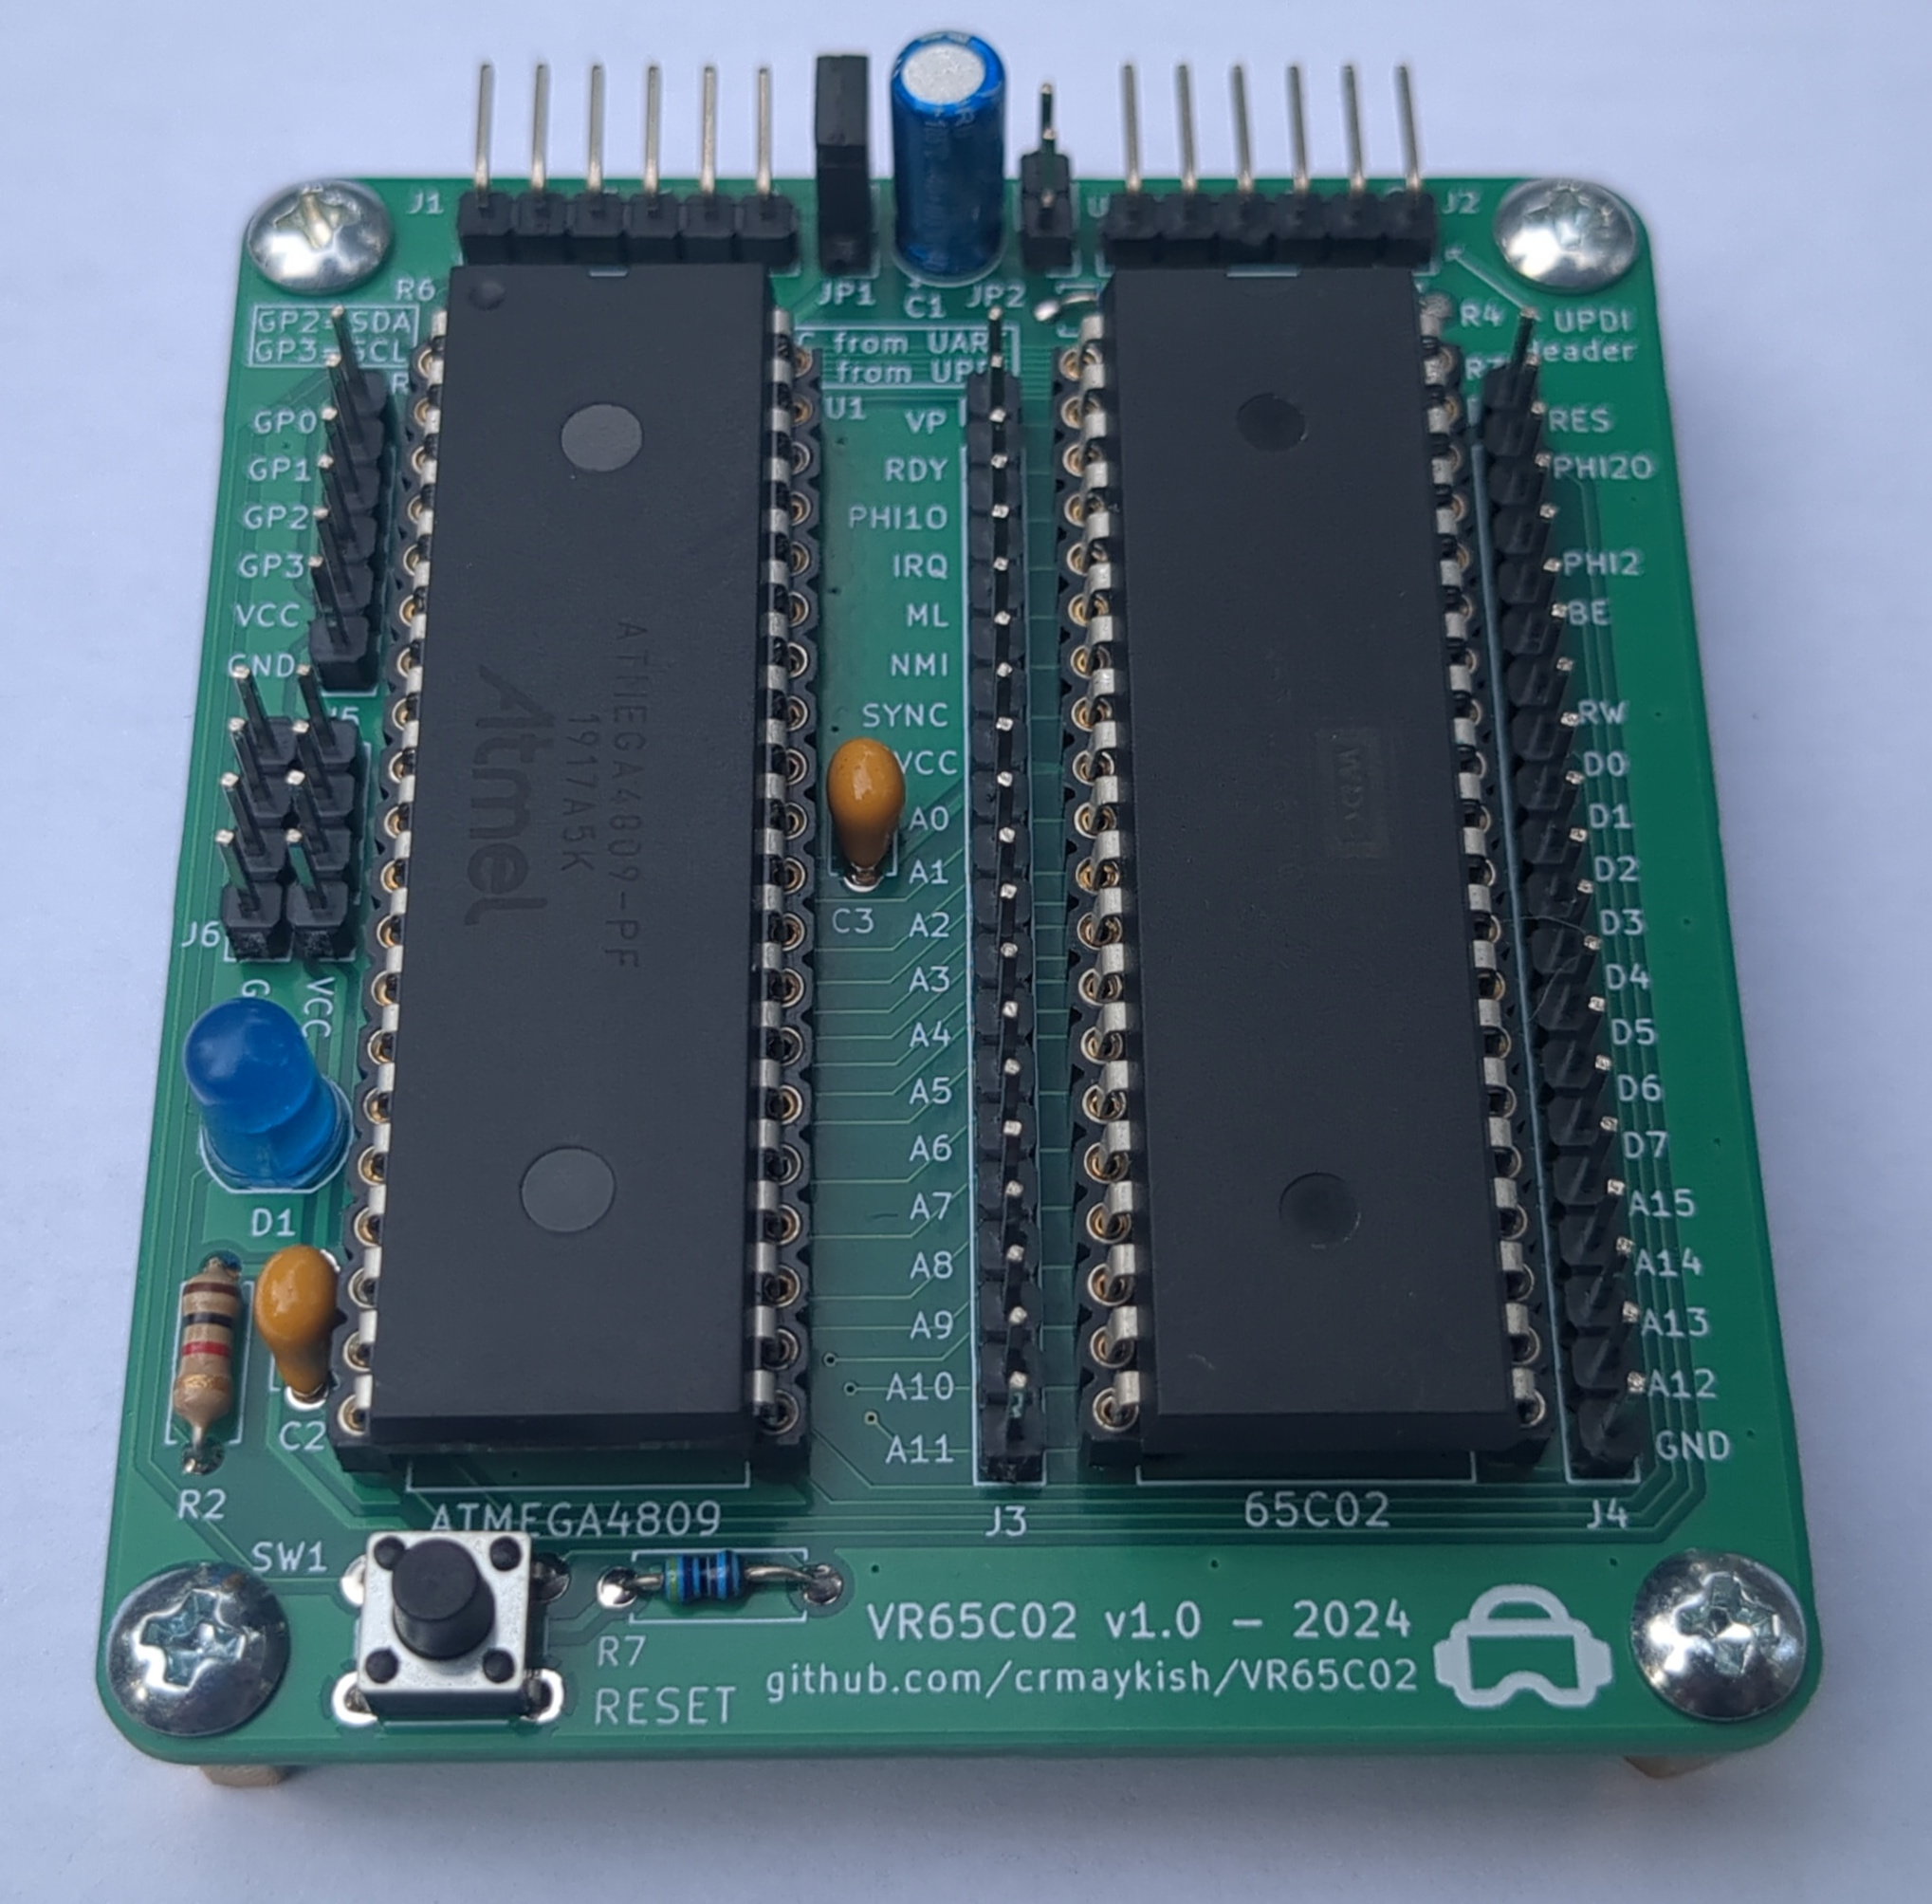 J1
J2
R6
GP2=SDA
GP3=SCL
JP1
C1
JP2
from UAR
from UP
R4
UPDI
eader
U1
GP0
GP1
GP2
GP3
VCC
GND
J5
J6
G
VCC
D1
C2
R2
ATMEGA4809-PF
1917A5K
Atmel
C3
VP
RDY
PHI1O
IRQ
ML
NMI
SYNC
VCC
A0
A1
A2
A3
A4
A5
A6
A7
A8
A9
A10
A11
J3
RES
PHI2O
PHI2
BE
RW
D0
D1
D2
D3
D4
D5
D6
D7
A15
A14
A13
A12
GND
J4
ATMEGA4809
65C02
SW1
R7
RESET
VR65C02 v1.0 – 2024
github.com/crmaykish/VR65C02